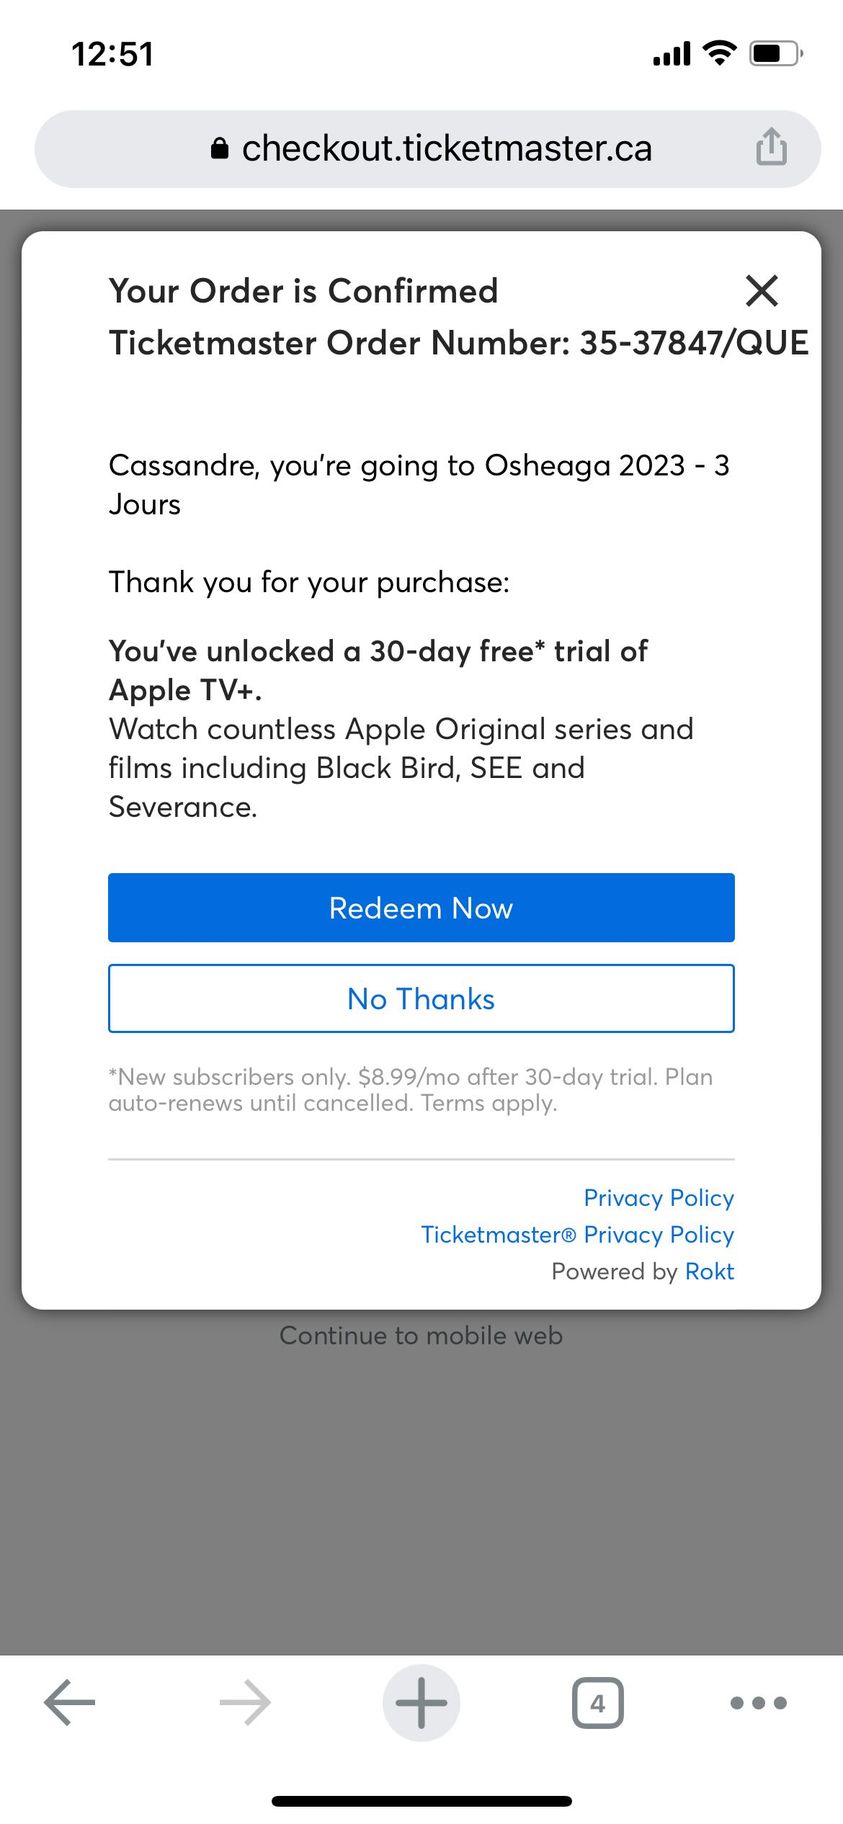 12:51
checkout.ticketmaster.ca
Your Order is Confirmed
Ticketmaster Order Number: 35-37847/QUE
Cassandre, you're going to Osheaga 2023 - 3
Jours
Thank you for your purchase:
You've unlocked a 30-day free* trial of
Apple TV+.
Watch countless Apple Original series and
films including Black Bird, SEE and
Severance.
Redeem Now
No Thanks
*New subscribers only. $8.99/mo after 30-day trial. Plan
auto-renews until cancelled. Terms apply.
Privacy Policy
Ticketmaster® Privacy Policy
Powered by Rokt
Continue to mobile web
4